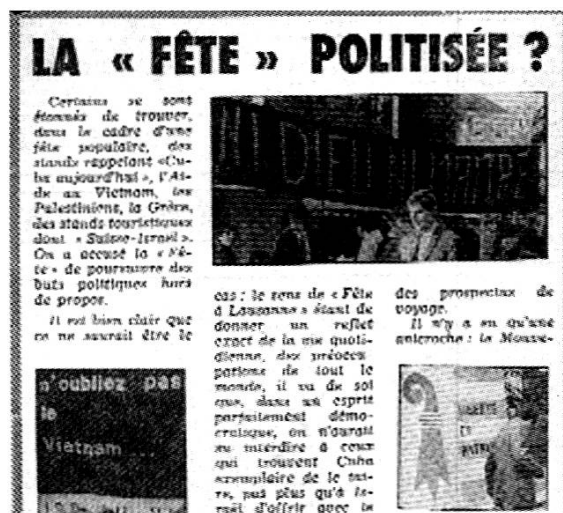 LA « FÊTE » POLITISÉE ?
Certains se sont
étonnés de trouver,
dans le cadre d'une
fête populaire, des
stands rappelant «Cu-
ba aujourd'hui», l'Ai-
de au Vietnam, les
Palestiniens, la Grèce,
des stands touristiques
dont « Suisse-Israël ».
On a accusé la « Fê-
te » de poursuivre des
buts politiques hors
de propos.
Il est bien clair que
ce ne saurait être le
n'oubliez pas
le
Vietnam ...
cas : le sens de « Fête
à Lausanne » étant de
donner un reflet
exact de la vie quoti-
dienne, des préoccu-
pations de tout le
monde, il va de soi
que, dans un esprit
parfaitement démo-
cratique, on n'aurait
su interdire à ceux
qui trouvent Cuba
exemplaire de le
pas plus qu'à Is-
raël d'offrir avec le
des prospectus de
voyage.
Il n'y a eu qu'une
anicroche : le Mouve-
LIBERTÉ
ET